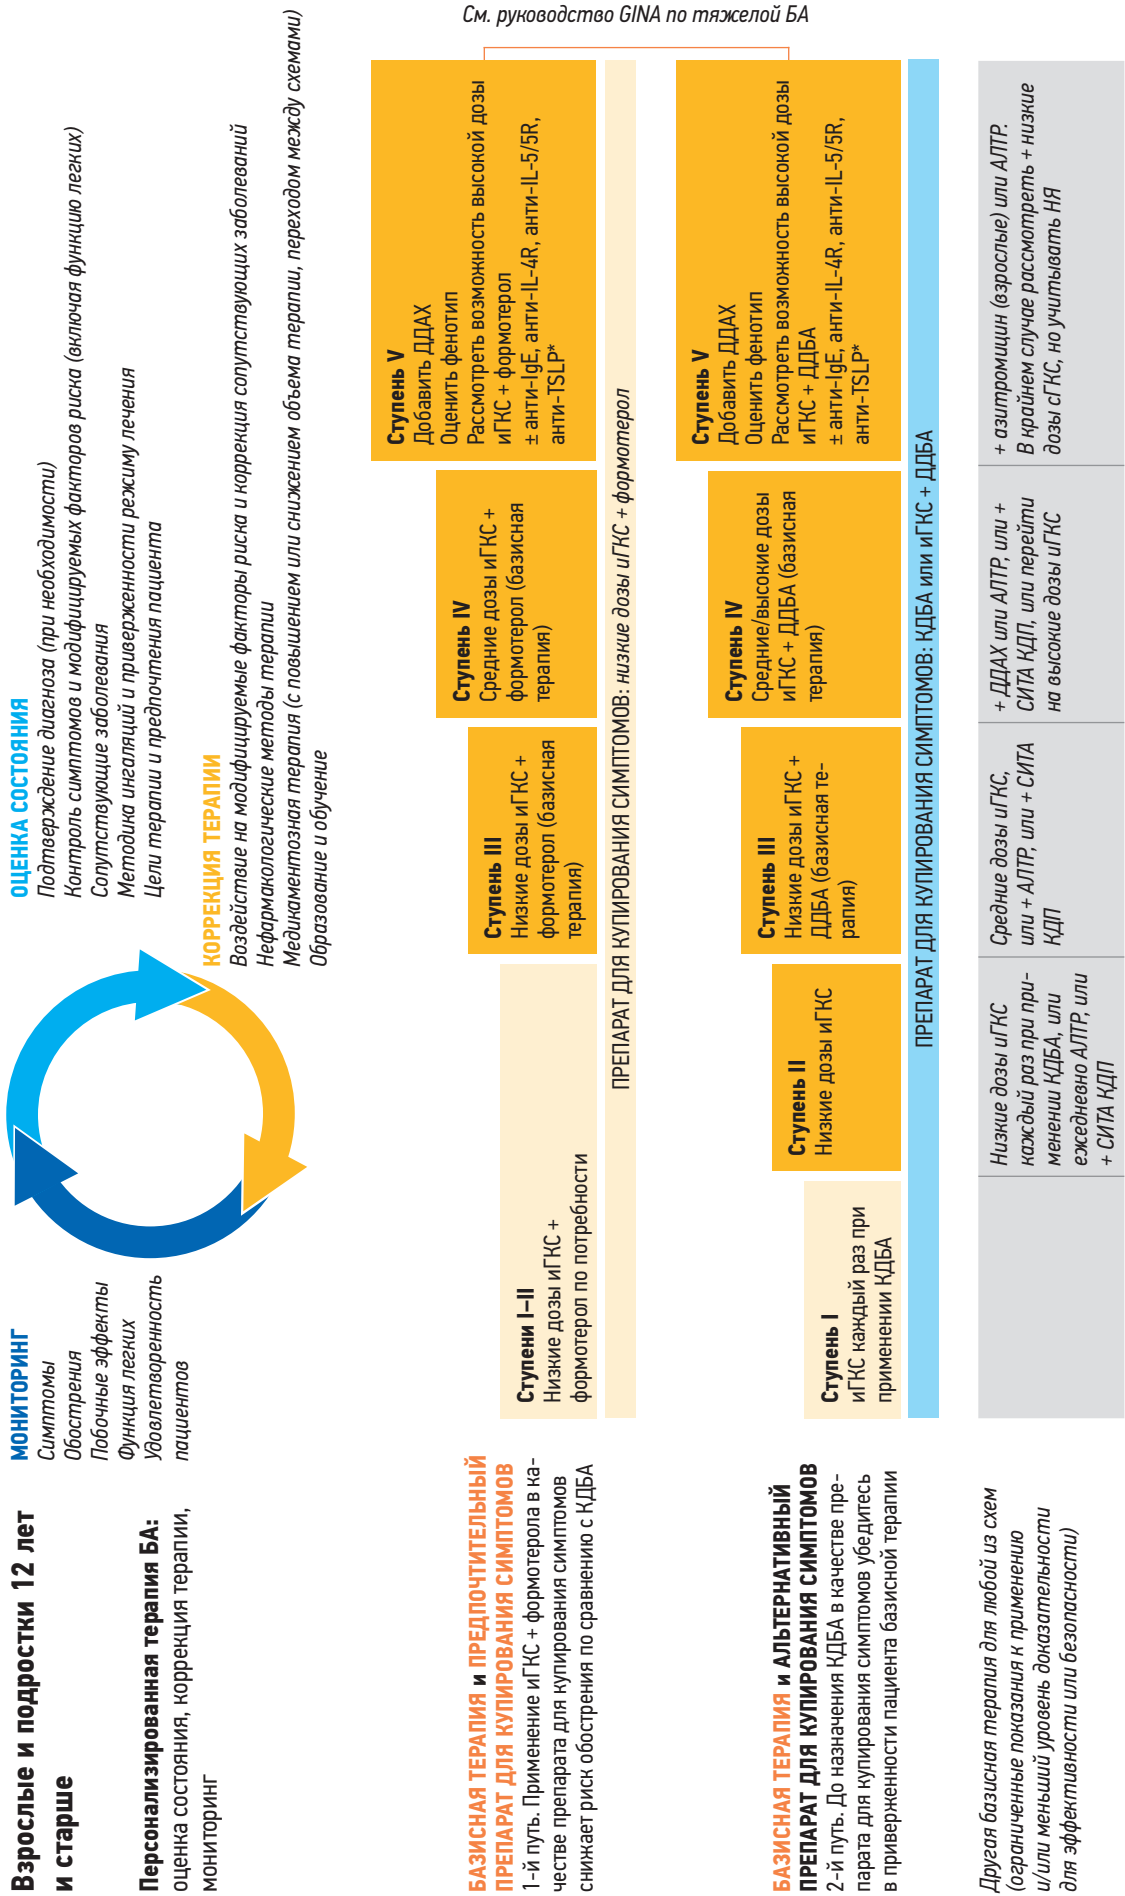 Взрослые и подростки 12 лет
и старше
Персонализированная терапия БА:
оценка состояния, коррекция терапии,
мониторинг
МОНИТОРИНГ
Симптомы
Обострения
Побочные эффекты
Функция легких
Удовлетворенность
пациентов
ОЦЕНКА СОСТОЯНИЯ
Подтверждение диагноза (при необходимости)
Контроль симптомов и модифицируемых факторов риска (включая функцию легких)
Сопутствующие заболевания
Методика ингаляций и приверженности режиму лечения
Цели терапии и предпочтения пациента
КОРРЕКЦИЯ ТЕРАПИИ
Воздействие на модифицируемые факторы риска и коррекция сопутствующих заболеваний
Нефармакологические методы терапии
Медикаментозная терапия (с повышением или снижением объема терапии, переходом между схемами)
Образование и обучение
БАЗИСНАЯ ТЕРАПИЯ и ПРЕДПОЧТИТЕЛЬНЫЙ
ПРЕПАРАТ ДЛЯ КУПИРОВАНИЯ СИМПТОМОВ
1-й путь. Применение иГКС + формотерола в ка-
честве препарата для купирования симптомов
снижает риск обострения по сравнению с КДБА
Ступени I–II
Низкие дозы иГКС +
формотерол по потребности
Ступень III
Низкие дозы иГКС +
формотерол (базисная
терапия)
Ступень IV
Средние дозы иГКС +
формотерол (базисная
терапия)
Ступень V
Добавить ДДАХ
Оценить фенотип
Рассмотреть возможность высокой дозы
иГКС + формотерол
± анти-IgE, анти-IL-4R, анти-IL-5/5R,
анти-TSLP*
См. руководство GINA по тяжелой БА
ПРЕПАРАТ ДЛЯ КУПИРОВАНИЯ СИМПТОМОВ: низкие дозы иГКС + формотерол
БАЗИСНАЯ ТЕРАПИЯ и АЛЬТЕРНАТИВНЫЙ
ПРЕПАРАТ ДЛЯ КУПИРОВАНИЯ СИМПТОМОВ
2-й путь. До назначения КДБА в качестве пре-
парата для купирования симптомов убедитесь
в приверженности пациента базисной терапии
Ступень I
иГКС каждый раз при
применении КДБА
Ступень II
Низкие дозы иГКС
Ступень III
Низкие дозы иГКС +
ДДБА (базисная те-
рапия)
Ступень IV
Средние/высокие дозы
иГКС + ДДБА (базисная
терапия)
Ступень V
Добавить ДДАХ
Оценить фенотип
Рассмотреть возможность высокой дозы
иГКС + ДДБА
± анти-IgE, анти-IL-4R, анти-IL-5/5R,
анти-TSLP*
ПРЕПАРАТ ДЛЯ КУПИРОВАНИЯ СИМПТОМОВ: КДБА или иГКС + ДДБА
Другая базисная терапия для любой из схем
(ограниченные показания к применению
и/или меньший уровень доказательности
для эффективности или безопасности)
Низкие дозы иГКС
каждый раз при при-
менении КДБА, или
ежедневно АЛТР, или
+ СИТА КДП
Средние дозы иГКС,
или + АЛТР, или + СИТА
КДП
+ ДДАХ или АЛТР, или +
СИТА КДП, или перейти
на высокие дозы иГКС
+ азитромицин (взрослые) или АЛТР.
В крайнем случае рассмотреть + низкие
дозы сГКС, но учитывать НЯ